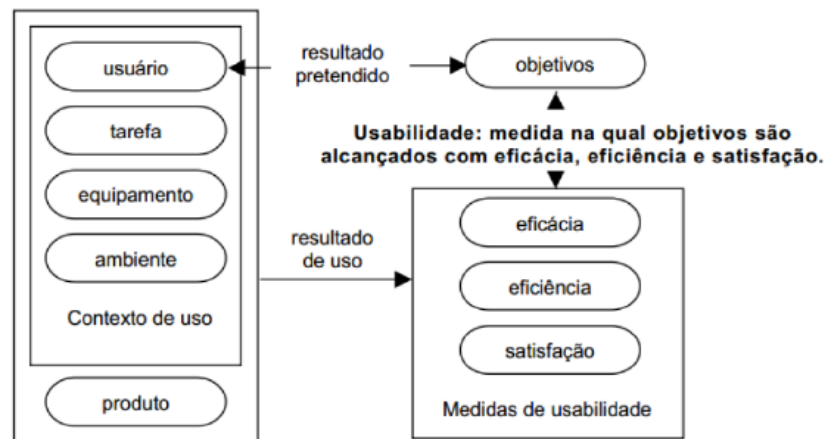 usuário
tarefa
equipamento
ambiente
Contexto de uso
produto
resultado
pretendido
objetivos
Usabilidade: medida na qual objetivos são
alcançados com eficácia, eficiência e satisfação.
resultado
de uso
eficácia
eficiência
satisfação
Medidas de usabilidade